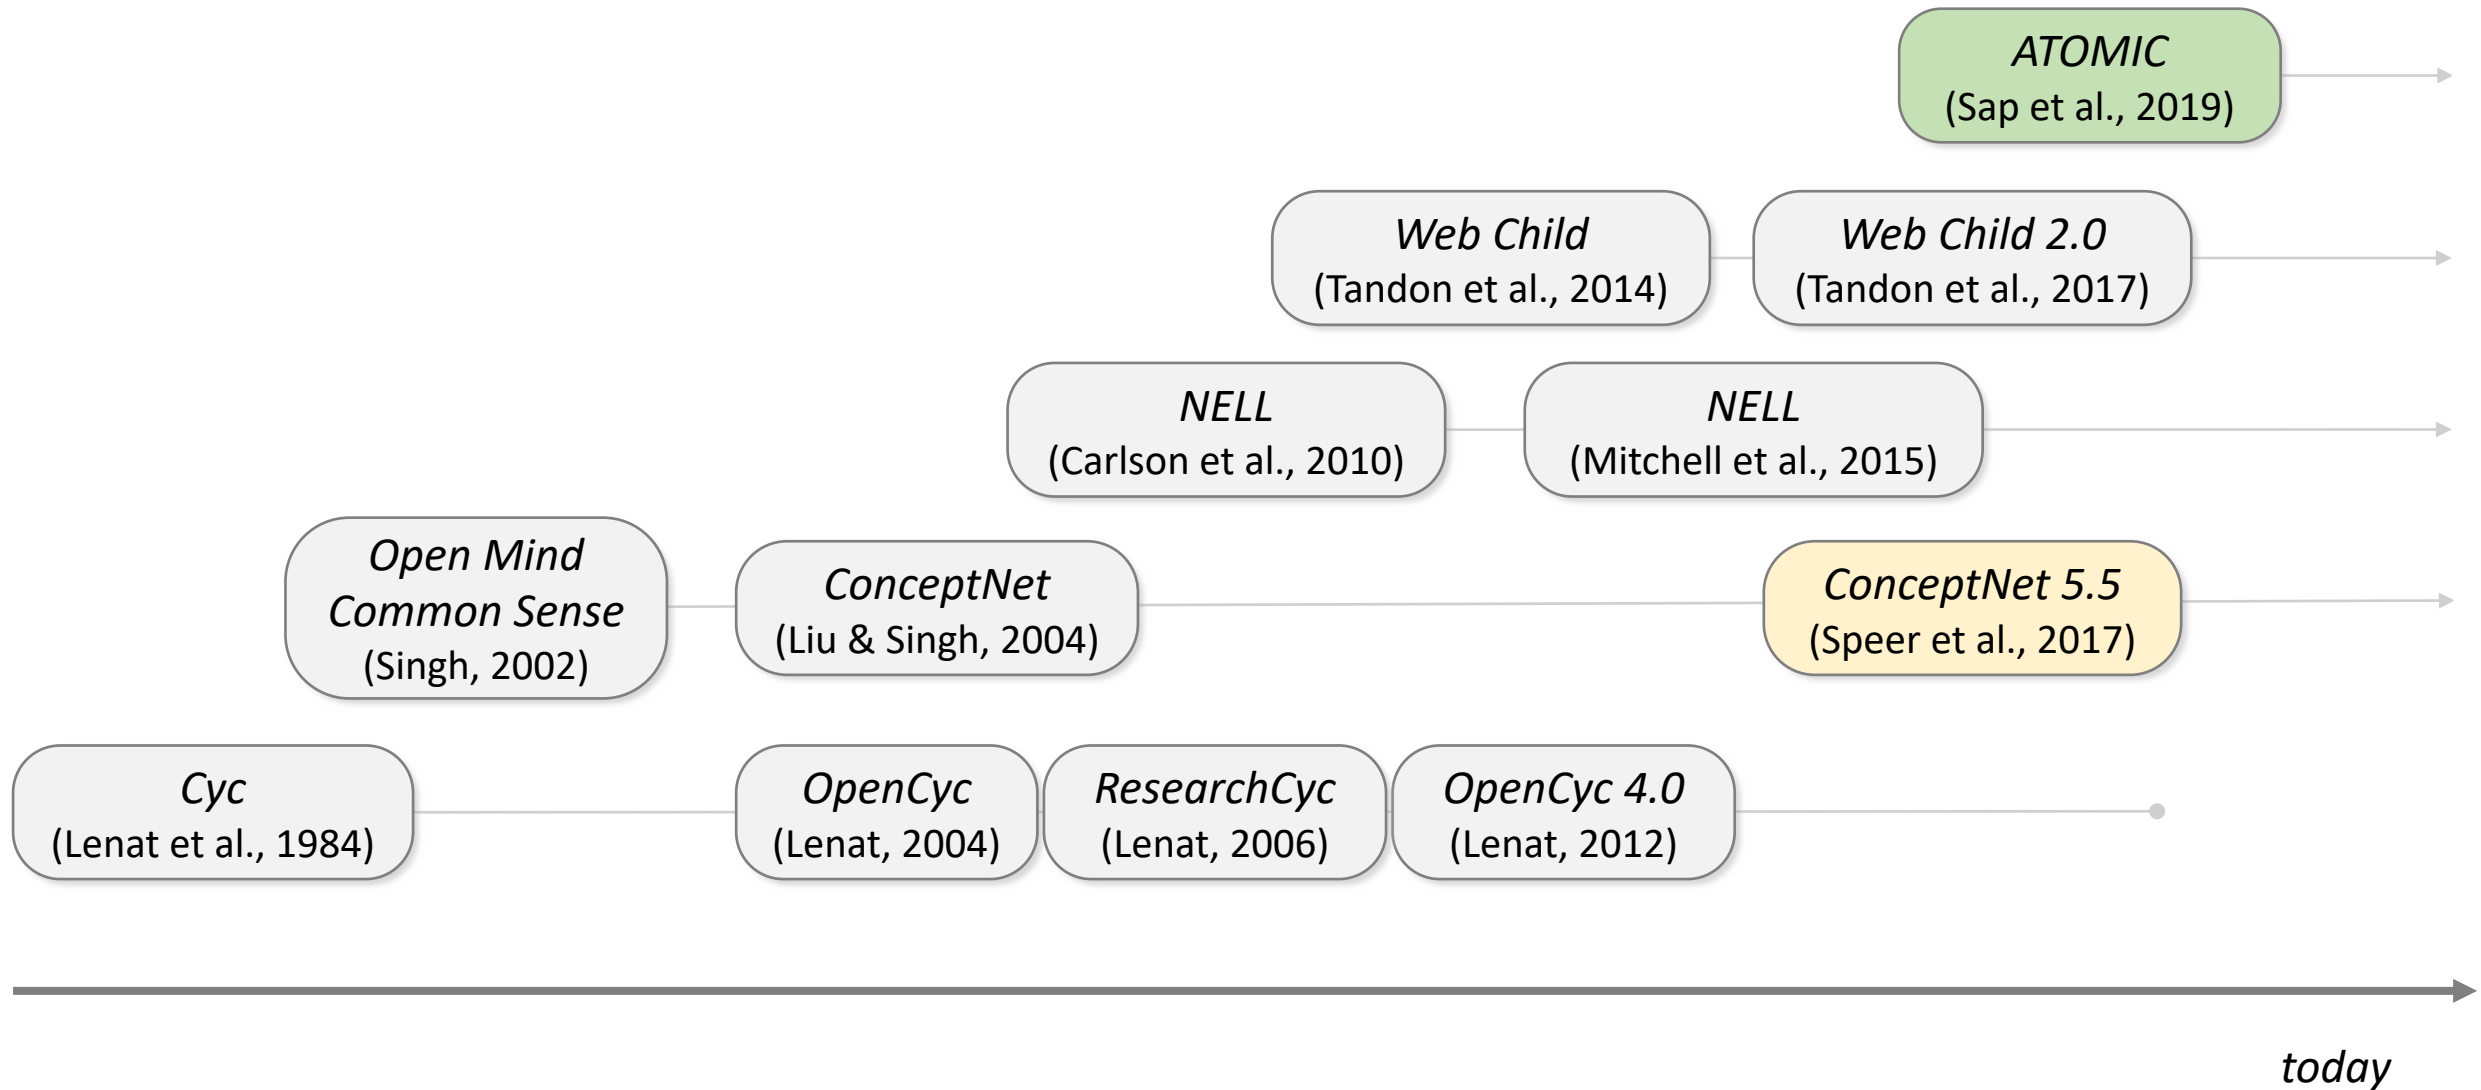 ATOMIC
(Sap et al., 2019)
Web Child
(Tandon et al., 2014)
Web Child 2.0
(Tandon et al., 2017)
NELL
(Carlson et al., 2010)
NELL
(Mitchell et al., 2015)
Open Mind
Common Sense
(Singh, 2002)
ConceptNet
(Liu & Singh, 2004)
ConceptNet 5.5
(Speer et al., 2017)
Cyc
(Lenat et al., 1984)
OpenCyc
(Lenat, 2004)
ResearchCyc
(Lenat, 2006)
OpenCyc 4.0
(Lenat, 2012)
today